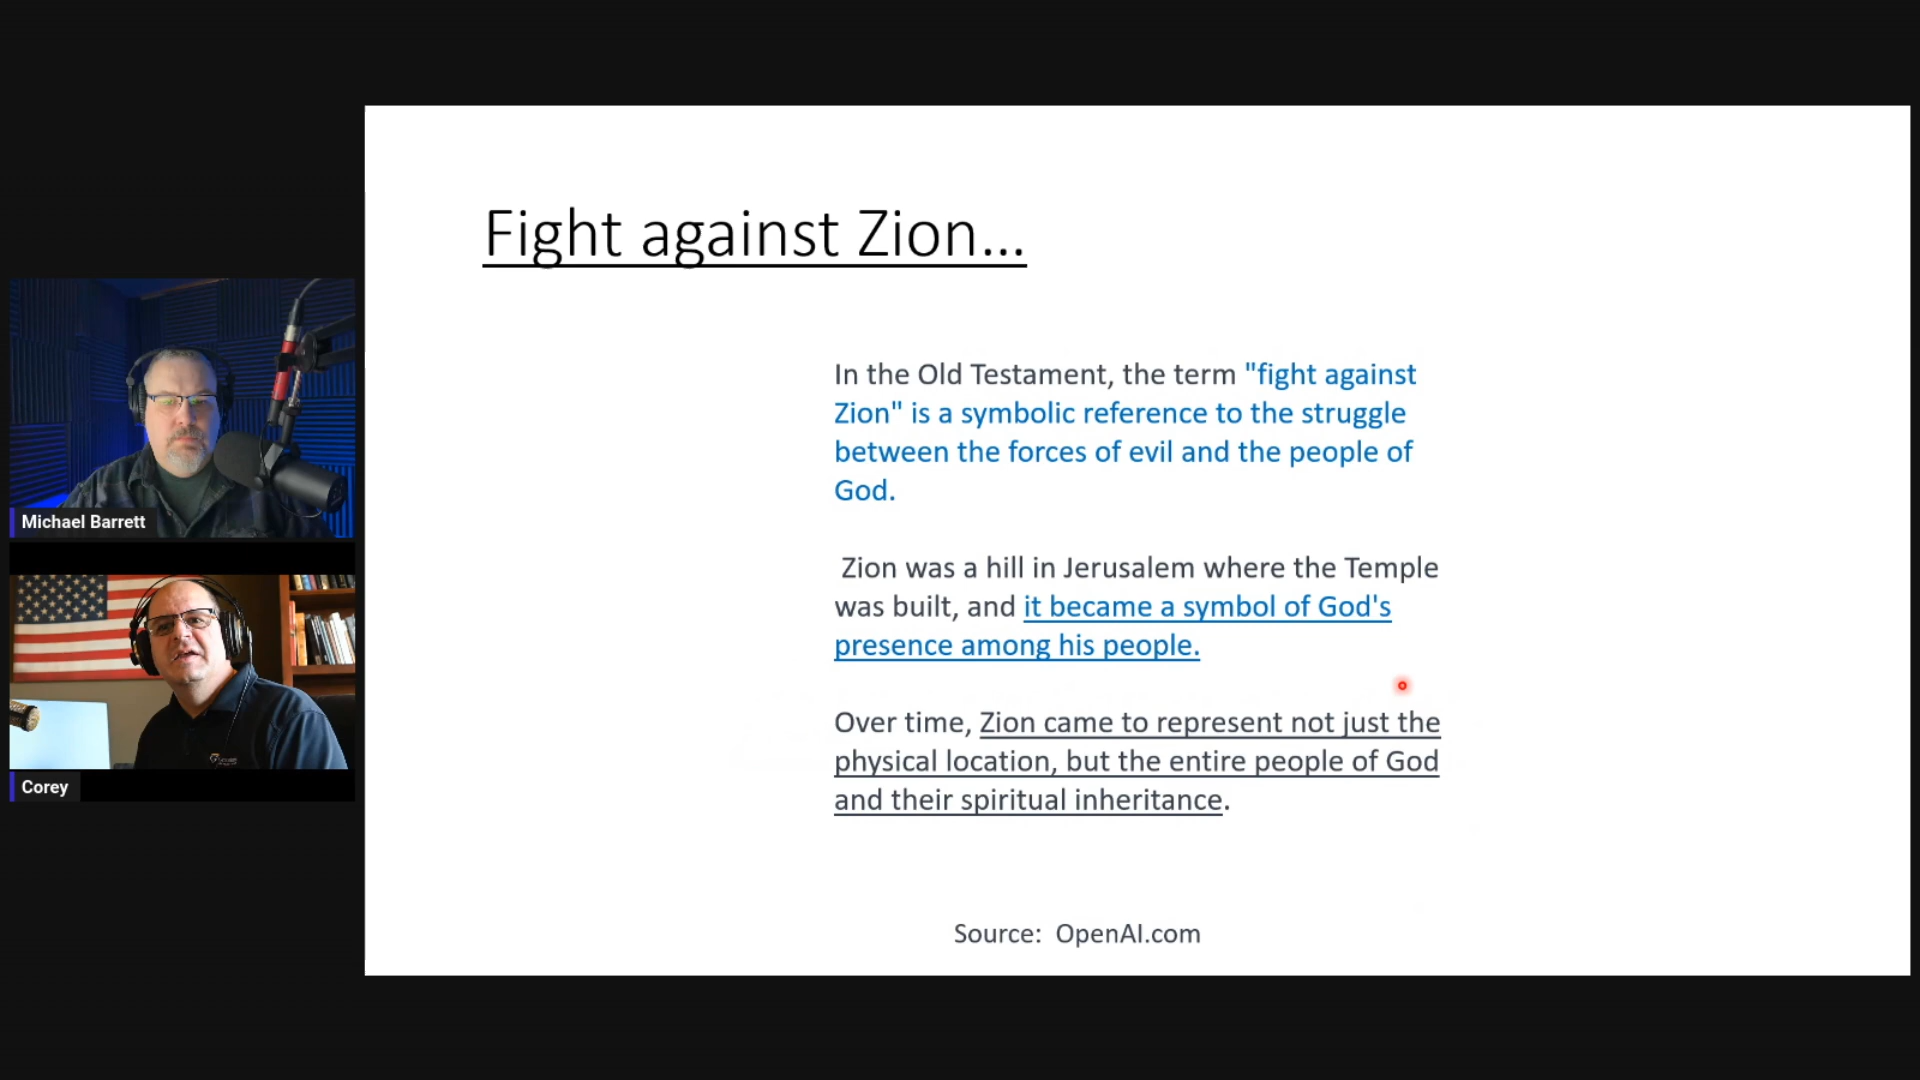 Fight against Zion...
In the Old Testament, the term "fight against
Zion" is a symbolic reference to the struggle
between the forces of evil and the people of
God.
Zion was a hill in Jerusalem where the Temple
was built, and it became a symbol of God's
presence among his people.
Over time, Zion came to represent not just the
physical location, but the entire people of God
and their spiritual inheritance.
Source: OpenAI.com
Michael Barrett
Corey